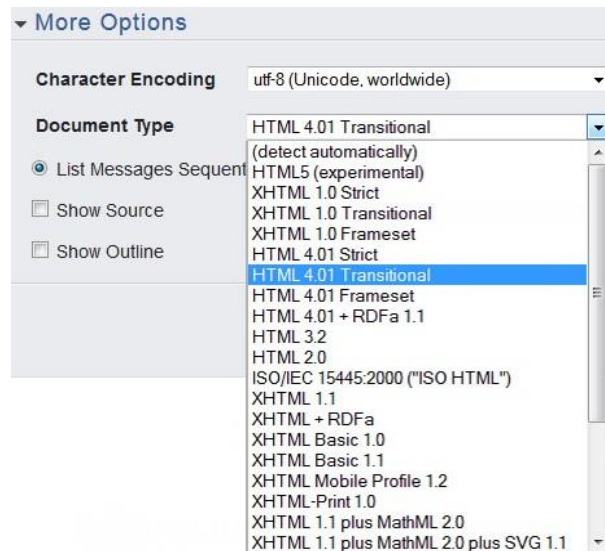 More Options
Character Encoding utf-8 (Unicode, worldwide)
Document Type HTML 4.01 Transitional
(detect automatically)
List Messages Sequent HTML5 (experimental)
XHTML 1.0 Strict
Show Source XHTML 1.0 Transitional
XHTML 1.0 Frameset
Show Outline HTML 4.01 Strict
HTML 4.01 Transitional
HTML 4.01 Frameset
HTML 4.01 + RDFa 1.1
HTML 3.2
HTML 2.0
ISO/IEC 15445:2000 ("ISO HTML")
XHTML 1.1
XHTML + RDFa
XHTML Basic 1.0
XHTML Basic 1.1
XHTML Mobile Profile 1.2
XHTML-Print 1.0
XHTML 1.1 plus MathML 2.0
XHTML 1.1 plus MathML 2.0 plus SVG 1.1